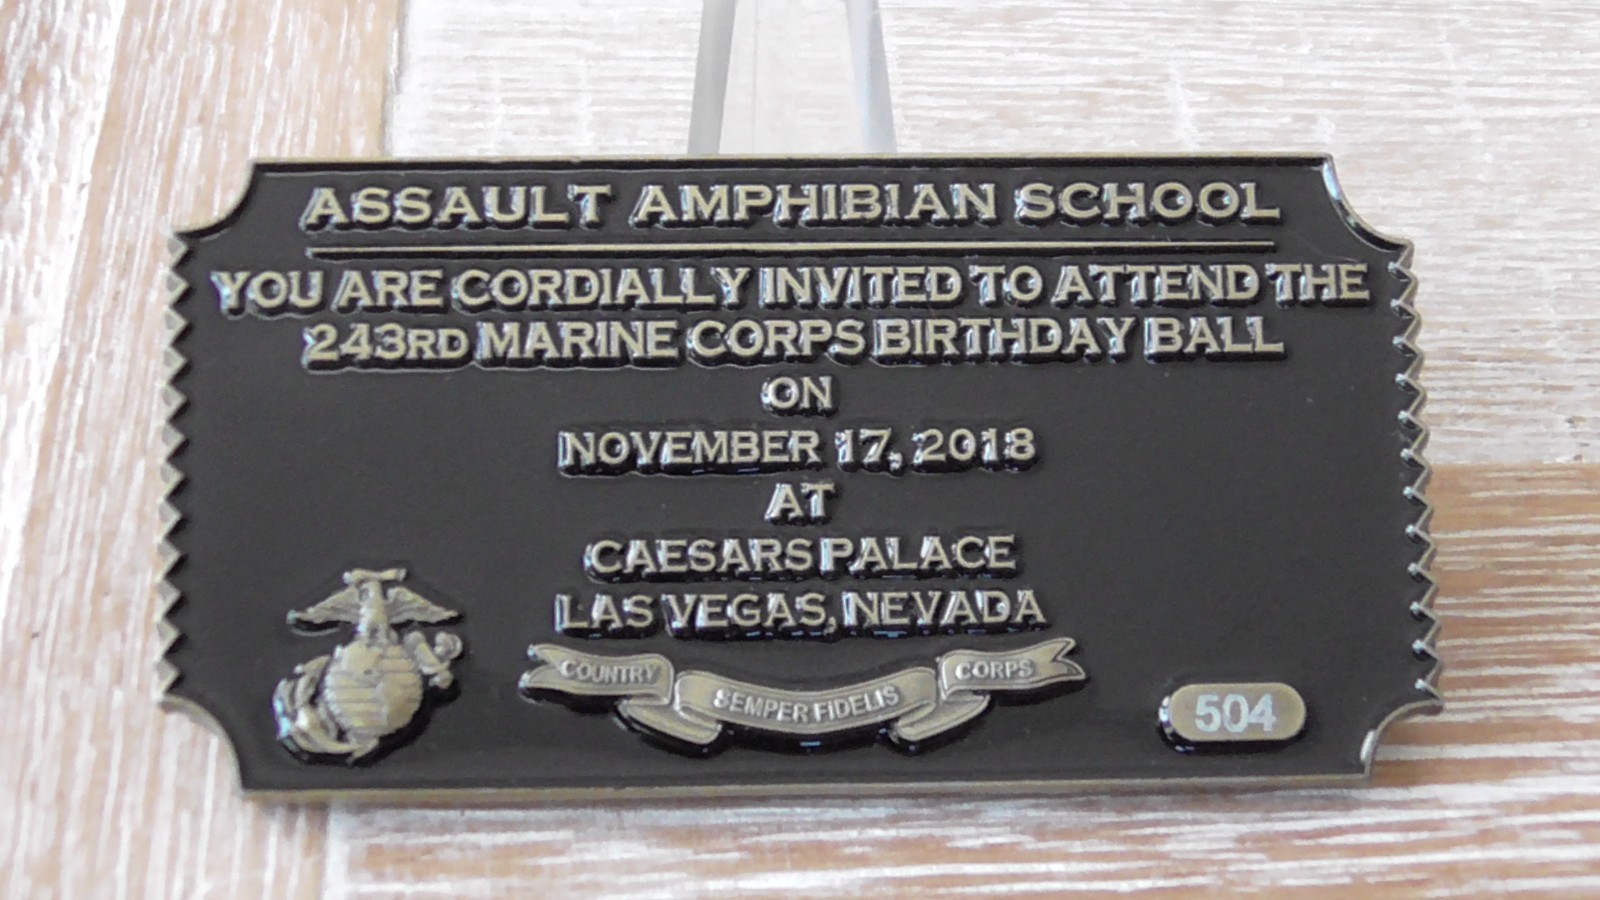 ASSAULT AMPHIBIAN SCHOOL
YOU ARE CORDIALLY INVITED TO ATTEND THE
243RD MARINE CORPS BIRTHDAY BALL
ON
NOVEMBER 17, 2018
AT
CAESARS PALACE
LAS VEGAS, NEVADA
COUNTRY SEMPER FIDELIS CORPS
504